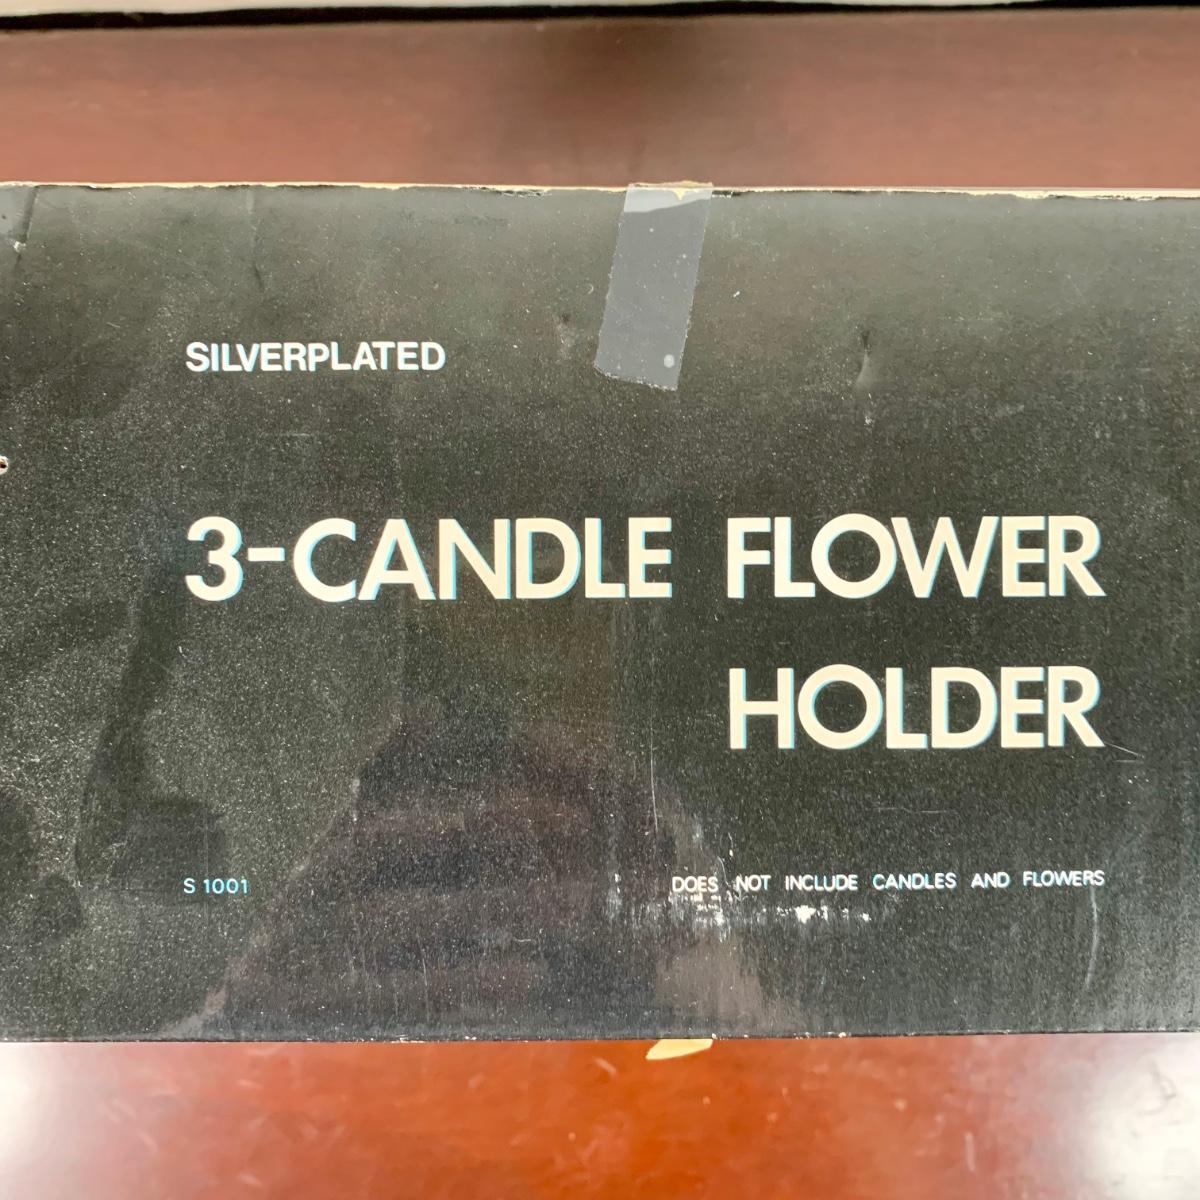 SILVERPLATED
3-CANDLE FLOWER
HOLDER
S 1001
DOES NOT INCLUDE CANDLES AND FLOWERS